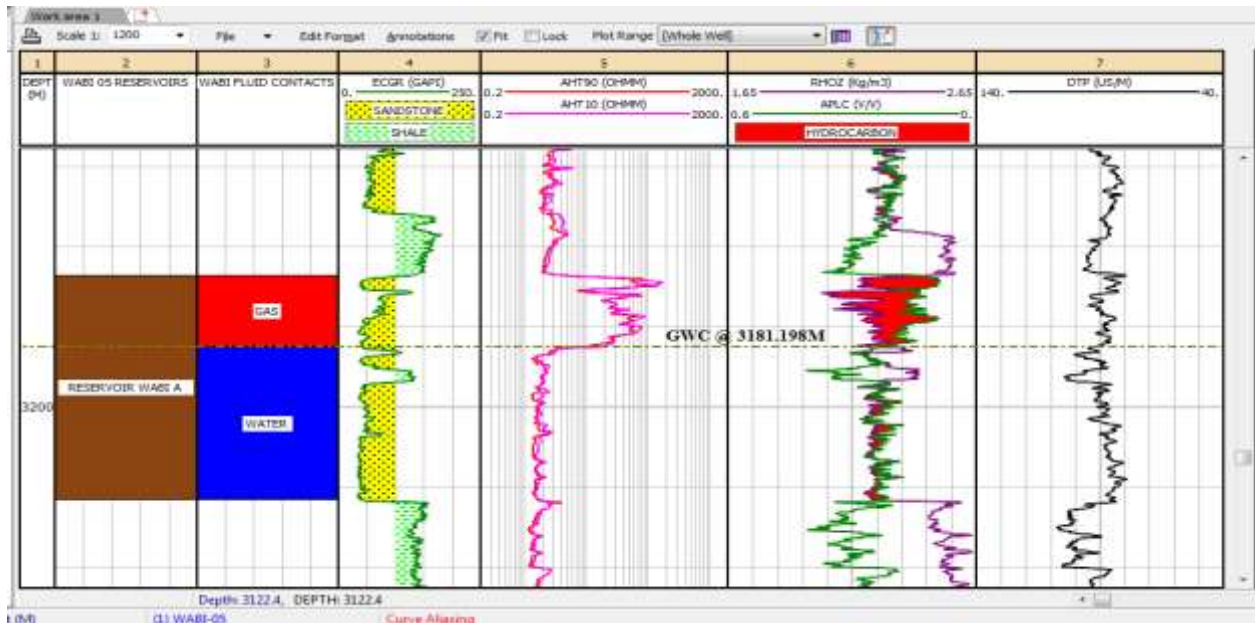 Work area 1
Scale 1: 1200 File Edit Format Annotations Fit Lock Plot Range [Whole Well]
1 2 3 4 5 6 7
DEPT (M) WABI 05 RESERVOIRS WABI FLUID CONTACTS ECGR (GAPI) AHT90 (OHMM) RHOZ (Kg/m3) DTP (US/M)
0. 250. 0.2 2000. 1.65 2.65 140. 40.
AHT10 (OHMM) APLC (V/V)
SANDSTONE 0.2 2000. 0.6 0.
SHALE HYDROCARBON
GAS
GWC @ 3181.198M
RESERVOIR WABI A
3200
WATER
Depth: 3122.4, DEPTH: 3122.4
(M) (1) WABI-05 Curve Aliasing